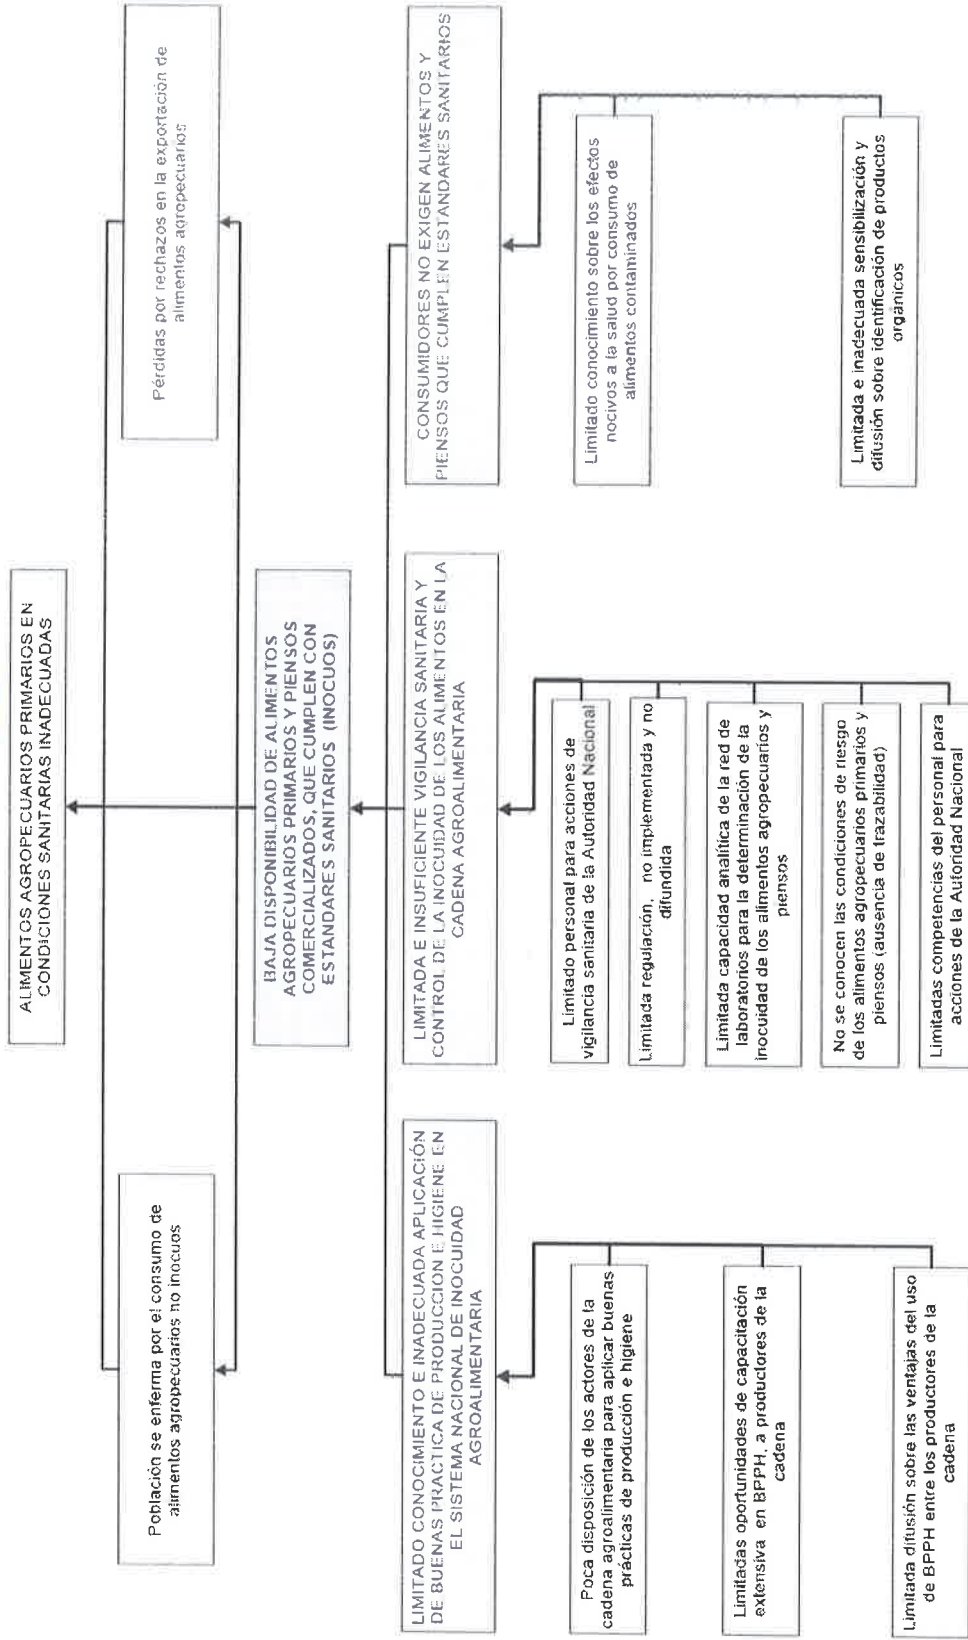 ALIMENTOS AGROPECUARIOS PRIMARIOS EN
CONDICIONES SANITARIAS INADECUADAS
Población se enferma por el consumo de
alimentos agropecuarios no inocuos
Pérdidas por rechazos en la exportación de
alimentos agropecuarios
BAJA DISPONIBILIDAD DE ALIMENTOS
AGROPECUARIOS PRIMARIOS Y PIENSOS
COMERCIALIZADOS, QUE CUMPLEN CON
ESTANDARES SANITARIOS (INOCUOS)
LIMITADO CONOCIMIENTO E INADECUADA APLICACIÓN
DE BUENAS PRACTICA DE PRODUCCION E HIGIENE EN
EL SISTEMA NACIONAL DE INOCUIDAD
AGROALIMENTARIA
Poca disposición de los actores de la
cadena agroalimentaria para aplicar buenas
prácticas de producción e higiene
Limitadas oportunidades de capacitación
extensiva en BPPH, a productores de la
cadena
Limitada difusión sobre las ventajas del uso
de BPPH entre los productores de la
cadena
LIMITADA E INSUFICIENTE VIGILANCIA SANITARIA Y
CONTROL DE LA INOCUIDAD DE LOS ALIMENTOS EN LA
CADENA AGROALIMENTARIA
Limitado personal para acciones de
vigilancia sanitaria de la Autoridad Nacional
Limitada regulación, no implementada y no
difundida
Limitada capacidad analítica de la red de
laboratorios para la determinación de la
inocuidad de los alimentos agropecuarios y
piensos
No se conocen las condiciones de riesgo
de los alimentos agropecuarios primarios y
piensos (ausencia de trazabilidad)
Limitadas competencias del personal para
acciones de la Autoridad Nacional
CONSUMIDORES NO EXIGEN ALIMENTOS Y
PIENSOS QUE CUMPLEN ESTANDARES SANITARIOS
Limitado conocimiento sobre los efectos
nocivos a la salud por consumo de
alimentos contaminados
Limitada e inadecuada sensibilización y
difusión sobre identificación de productos
orgánicos